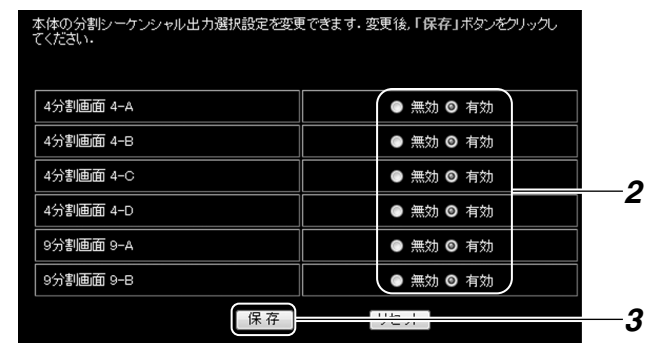 本体の分割シーケンシャル出力選択設定を変更できます．変更後，「保存」ボタンをクリックし
てください．
4分割画面 4-A 無効 有効
4分割画面 4-B 無効 有効
4分割画面 4-C 無効 有効
4分割画面 4-D 無効 有効
2
9分割画面 9-A 無効 有効
9分割画面 9-B 無効 有効
保存 リセット 3